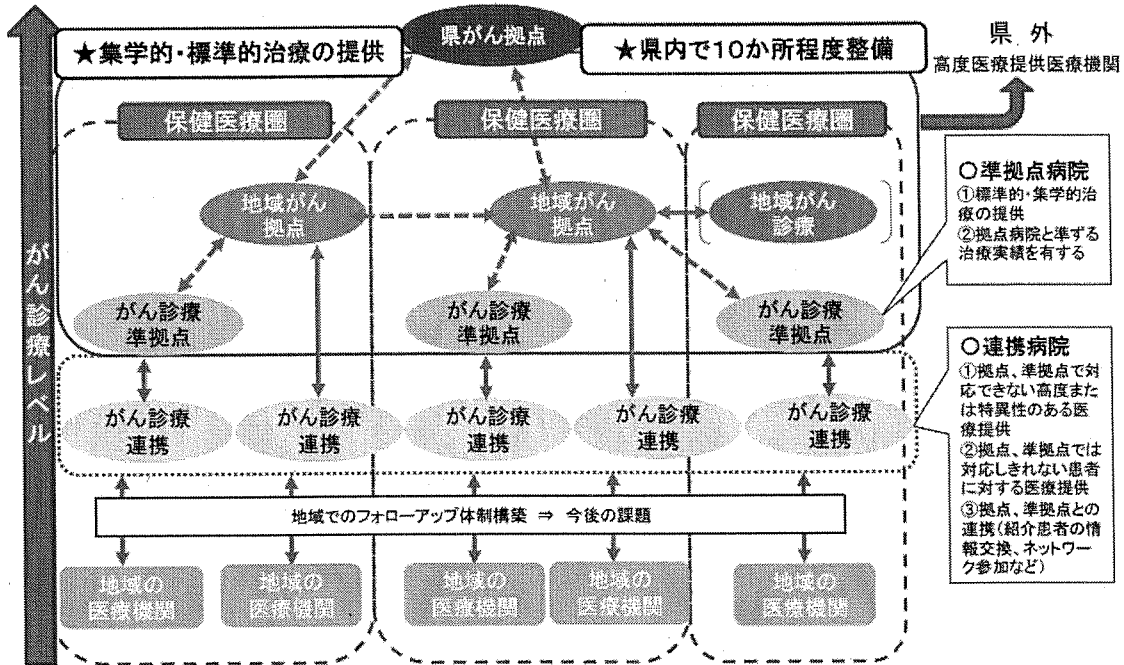 県がん拠点
★集学的・標準的治療の提供
★県内で10か所程度整備
県 外
高度医療提供医療機関
保健医療圏
保健医療圏
保健医療圏
地域がん
拠点
地域がん
拠点
地域がん
診療
がん診療
準拠点
がん診療
準拠点
がん診療
準拠点
がん診療レベル
○準拠点病院
①標準的・集学的治
療の提供
②拠点病院と準ずる
治療実績を有する
がん診療
連携
がん診療
連携
がん診療
連携
がん診療
連携
がん診療
連携
○連携病院
①拠点、準拠点で対
応できない高度また
は特異性のある医
療提供
②拠点、準拠点では
対応しきれない患者
に対する医療提供
③拠点、準拠点との
連携(紹介患者の情
報交換、ネットワー
ク参加など)
地域でのフォローアップ体制構築 ⇒ 今後の課題
地域の
医療機関
地域の
医療機関
地域の
医療機関
地域の
医療機関
地域の
医療機関